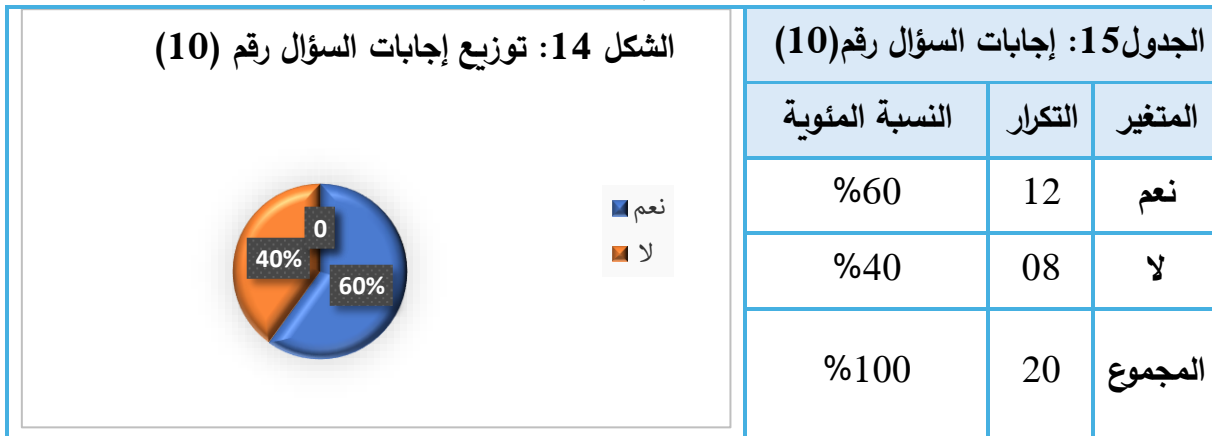 الجدول15: إجابات السؤال رقم(10)
المتغير التكرار النسبة المئوية
نعم 12 %60
لا 08 %40
المجموع 20 %100
الشكل 14: توزيع إجابات السؤال رقم (10)
نعم
لا
0
40%
60%